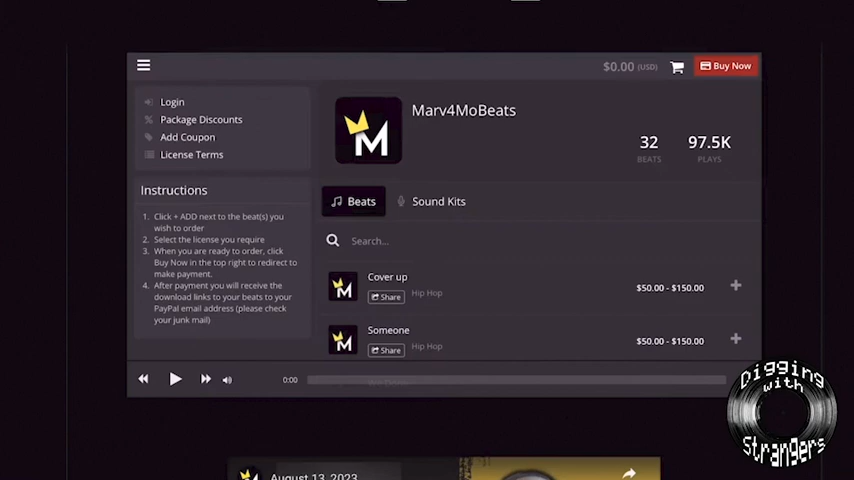 $0.00 (USD)
Buy Now
Login
Package Discounts
Add Coupon
License Terms
M
Marv4MoBeats
32
BEATS
97.5K
PLAYS
Instructions
1. Click + ADD next to the beat(s) you
wish to order
2. Select the license you require
3. When you are ready to order, click
Buy Now in the top right to redirect to
make payment.
4. After payment you will receive the
download links to your beats to your
PayPal email address (please check
your junk mail)
Beats
Sound Kits
Search...
M
Cover up
Share
Hip Hop
$50.00 - $150.00
+
M
Someone
Share
Hip Hop
$50.00 - $150.00
+
0:00
August 13, 2023
Digging
with
Strangers